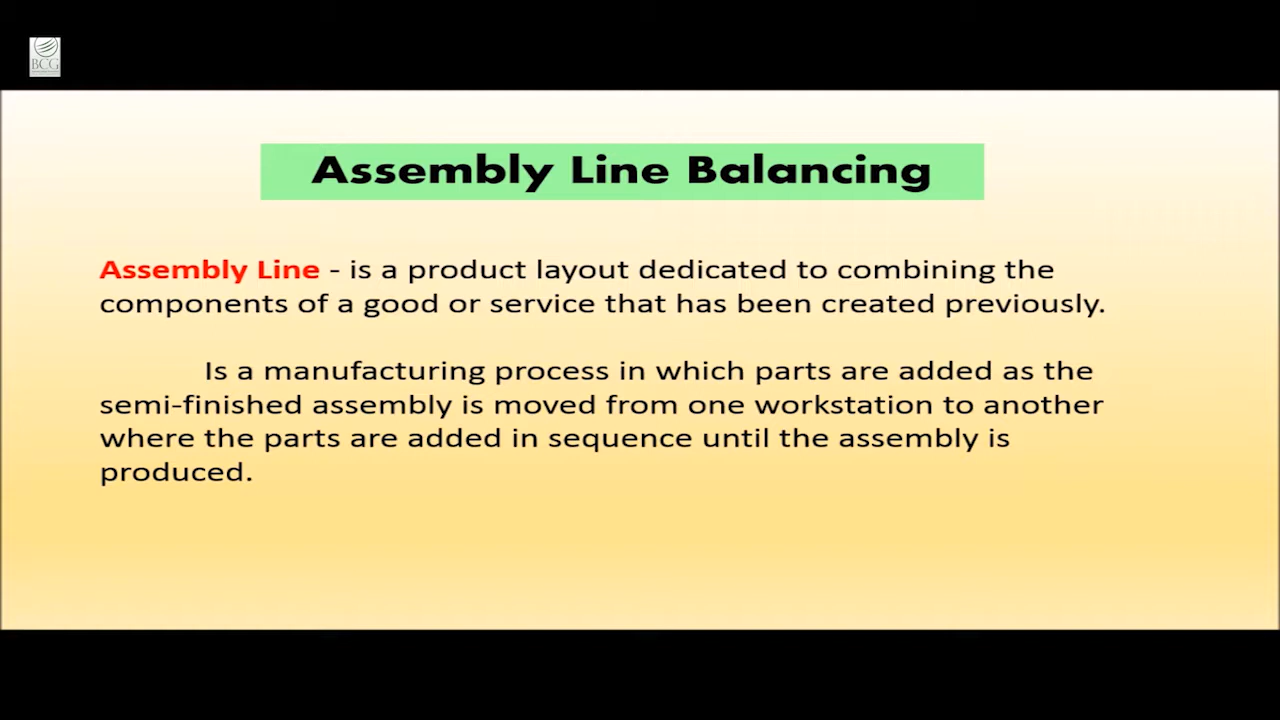 BCG
Assembly Line Balancing
Assembly Line - is a product layout dedicated to combining the
components of a good or service that has been created previously.
Is a manufacturing process in which parts are added as the
semi-finished assembly is moved from one workstation to another
where the parts are added in sequence until the assembly is
produced.